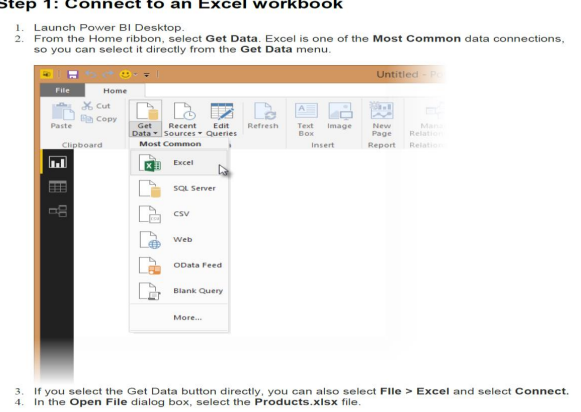 Step 1: Connect to an Excel workbook
1. Launch Power BI Desktop.
2. From the Home ribbon, select Get Data. Excel is one of the Most Common data connections,
so you can select it directly from the Get Data menu.
Untitled - P
File Home
Paste
Cut
Copy
Get Data
Recent Sources
Edit Queries
Refresh
Text Box
Image
New Page
Mana
Relation
Clipboard
Most Common
Insert
Report
Relation
Excel
SQL Server
CSV
Web
OData Feed
Blank Query
More...
3. If you select the Get Data button directly, you can also select FIle > Excel and select Connect.
4. In the Open File dialog box, select the Products.xlsx file.